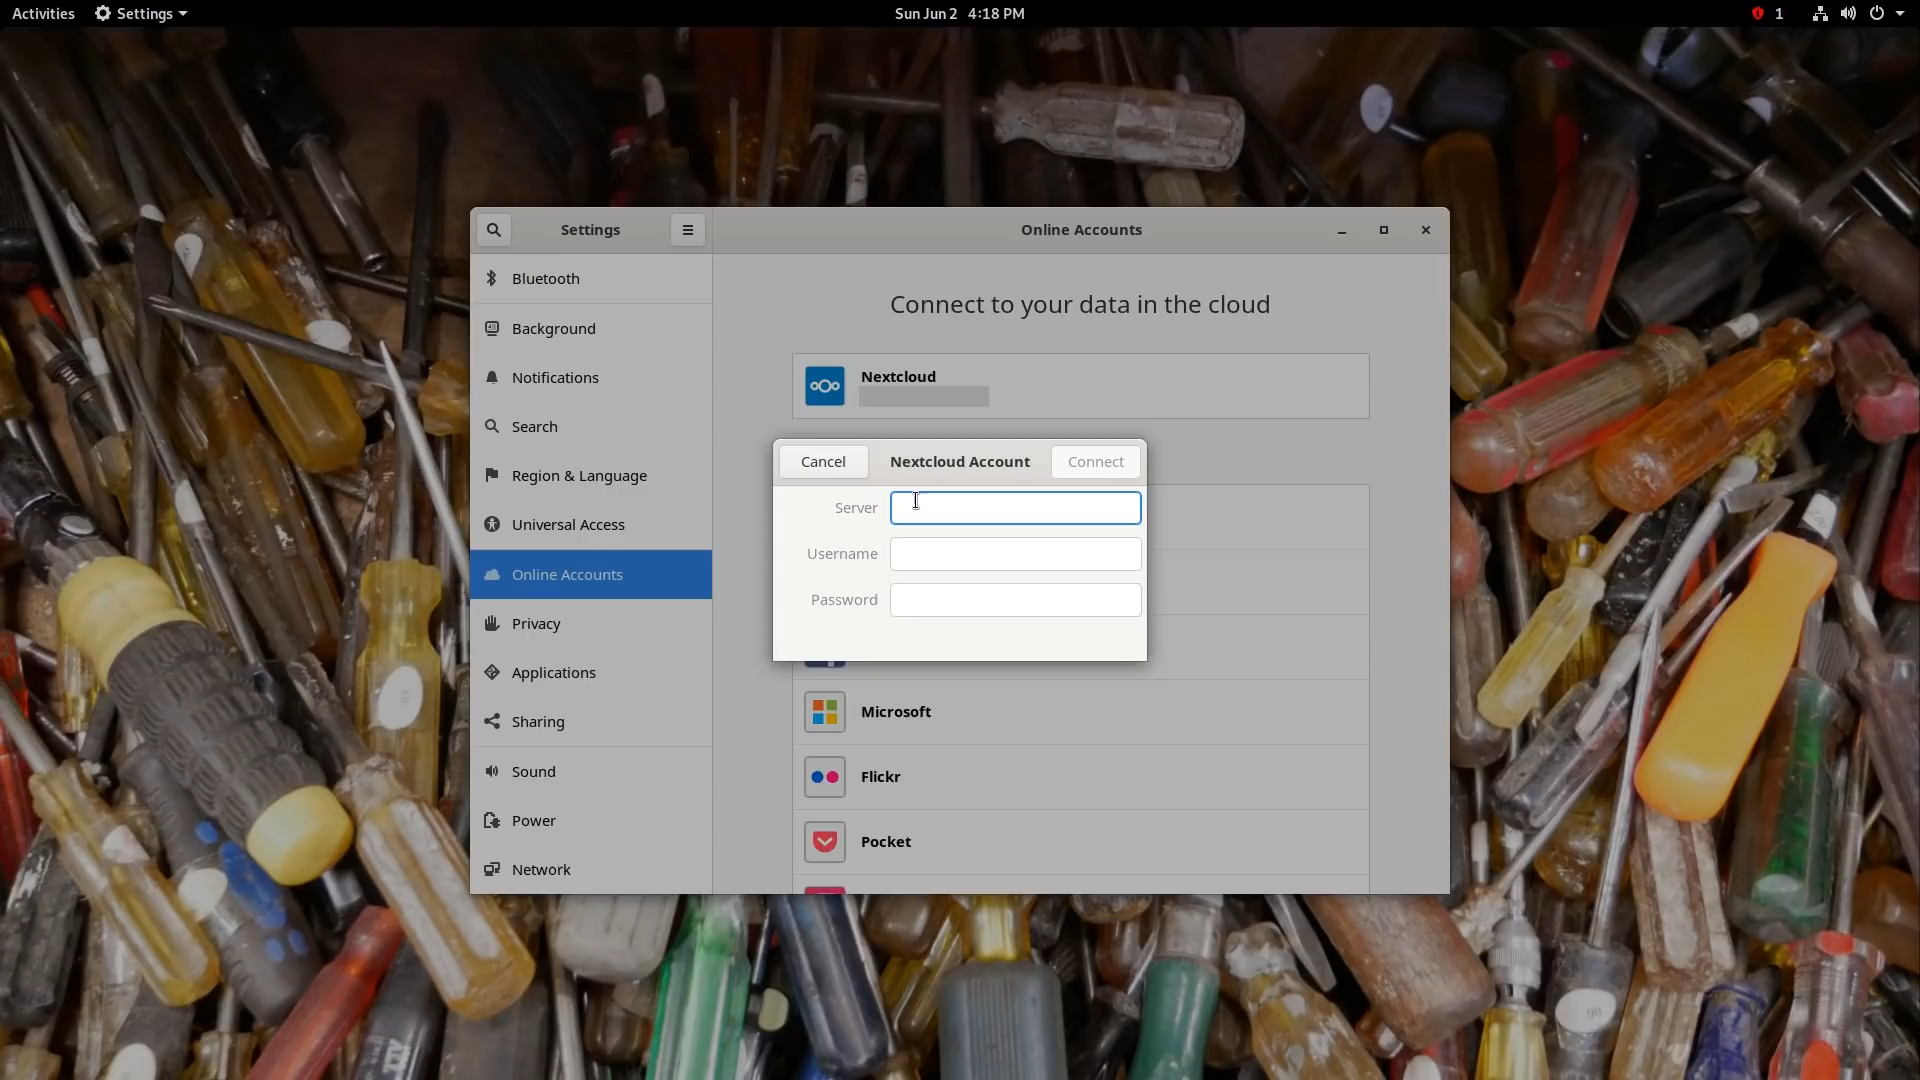 Activities
Settings
Sun Jun 2 4:18 PM
1
Settings
Online Accounts
Bluetooth
Background
Notifications
Search
Region & Language
Universal Access
Online Accounts
Privacy
Applications
Sharing
Sound
Power
Network
Connect to your data in the cloud
Nextcloud
Cancel
Nextcloud Account
Connect
Server
Username
Password
Microsoft
Flickr
Pocket